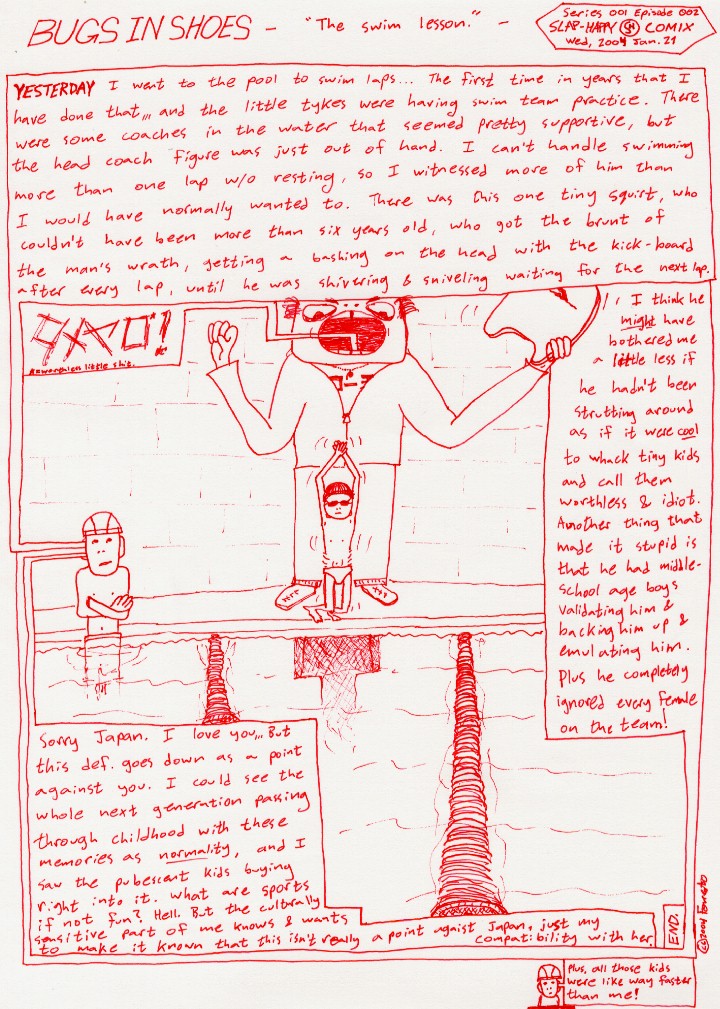 BUGS IN SHOES - "The swim lesson." -
Series 001 Episode 002
SLAP-HAPPY SH COMIX
Wed, 2004 Jan. 21
YESTERDAY I went to the pool to swim laps... The first time in years that I
have done that,,, and the little tykes were having swim team practice. There
were some coaches in the water that seemed pretty supportive, but
the head coach figure was just out of hand. I can't handle swimming
more than one lap w/o resting, so I witnessed more of him than
I would have normally wanted to. There was this one tiny squirt, who
couldn't have been more than six years old, who got the brunt of
the man's wrath, getting a bashing on the head with the kick-board
after every lap, until he was shivering & sniveling waiting for the next lap.
*=worthless little shit.
I think he
might have
bothered me
a little less if
he hadn't been
strutting around
as if it were cool
to whack tiny kids
and call them
worthless & idiot.
Another thing that
made it stupid is
that he had middle-
school age boys
validating him &
backing him up &
emulating him.
Plus he completely
ignored every female
on the team!
Sorry Japan. I love you,,, But
this def. goes down as a point
against you. I could see the
whole next generation passing
through childhood with these
memories as normality, and I
saw the pubescent kids buying
right into it. What are sports
if not fun? Hell. But the culturally
sensitive part of me knows & wants
to make it known that this isn't really a point agaist Japan, just my
compatibility with her.
END.
©2004 Fornesto
Plus, all those kids
were like way faster
than me!